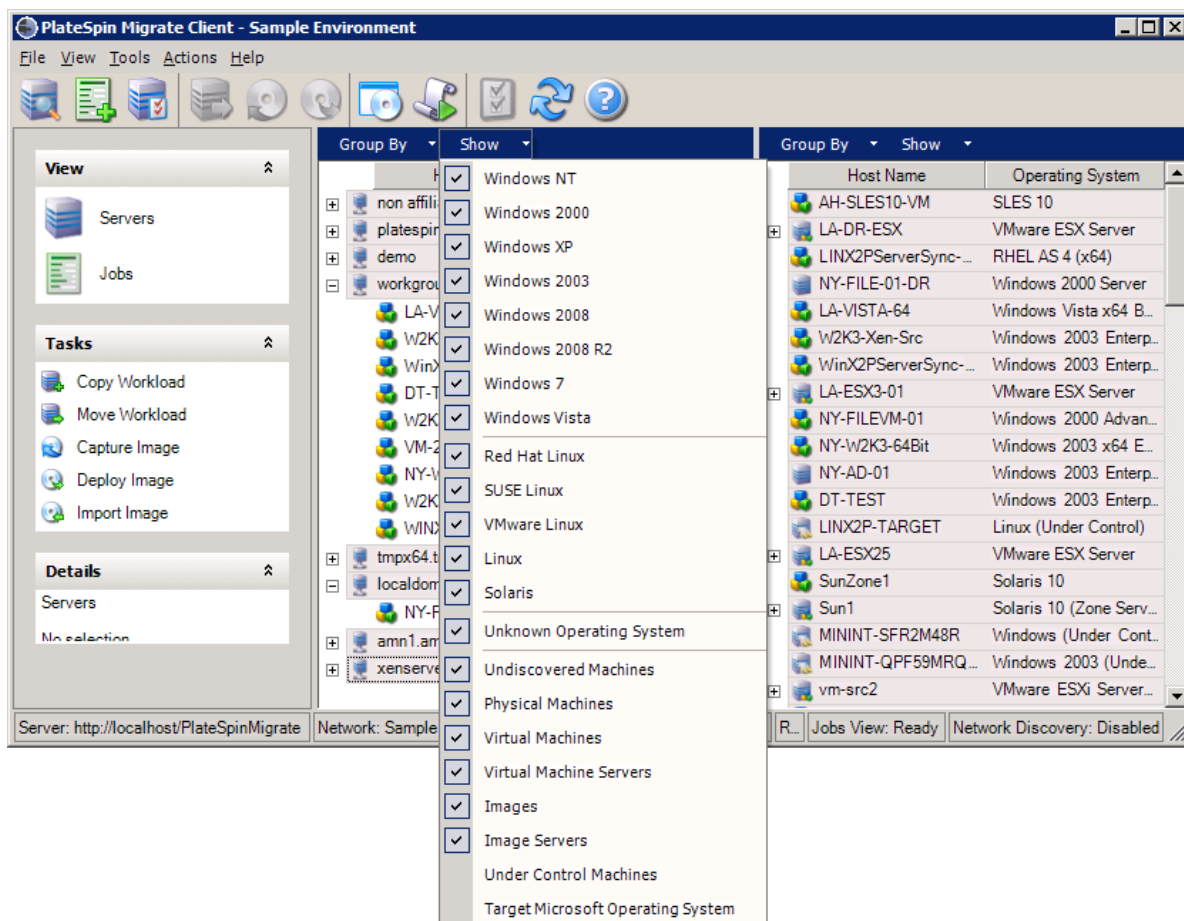 PlateSpin Migrate Client - Sample Environment
File View Tools Actions Help
View
Servers
Jobs
Tasks
Copy Workload
Move Workload
Capture Image
Deploy Image
Import Image
Details
Servers
No selection
Group By Show
non affili
platespin
demo
workgrou
LA-V
W2K
WinX
DT-T
W2K
VM-2
NY-W
W2K
WINX
tmpx64.t
localdom
NY-F
amn1.am
xenserve
Windows NT
Windows 2000
Windows XP
Windows 2003
Windows 2008
Windows 2008 R2
Windows 7
Windows Vista
Red Hat Linux
SUSE Linux
VMware Linux
Linux
Solaris
Unknown Operating System
Undiscovered Machines
Physical Machines
Virtual Machines
Virtual Machine Servers
Images
Image Servers
Under Control Machines
Target Microsoft Operating System
Group By Show
Host Name Operating System
AH-SLES10-VM SLES 10
LA-DR-ESX VMware ESX Server
LINX2PServerSync-... RHEL AS 4 (x64)
NY-FILE-01-DR Windows 2000 Server
LA-VISTA-64 Windows Vista x64 B...
W2K3-Xen-Src Windows 2003 Enterp...
WinX2PServerSync-... Windows 2003 Enterp...
LA-ESX3-01 VMware ESX Server
NY-FILEVM-01 Windows 2000 Advan...
NY-W2K3-64Bit Windows 2003 x64 E...
NY-AD-01 Windows 2003 Enterp...
DT-TEST Windows 2003 Enterp...
LINX2P-TARGET Linux (Under Control)
LA-ESX25 VMware ESX Server
SunZone1 Solaris 10
Sun1 Solaris 10 (Zone Serv...
MININT-SFR2M48R Windows (Under Cont...
MININT-QPF59MRQ... Windows 2003 (Unde...
vm-src2 VMware ESXi Server...
Server: http://localhost/PlateSpinMigrate Network: Sample R... Jobs View: Ready Network Discovery: Disabled